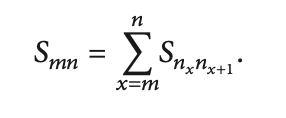 $S_{mn} = \sum_{x=m}^{n} S_{n_x n_{x+1}}.$